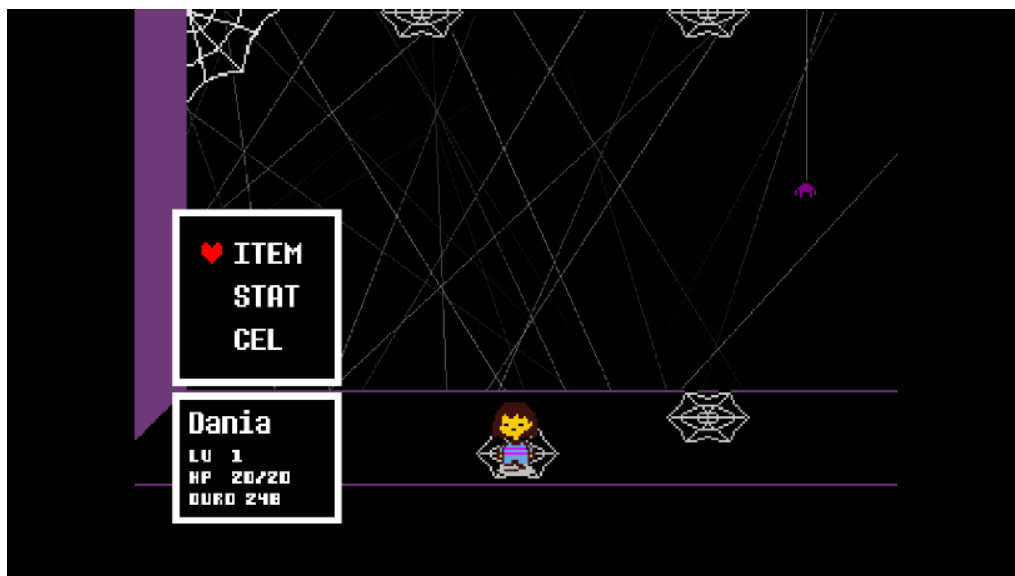 ITEM
STAT
CEL
Dania
LV 1
HP 20/20
OURO 248